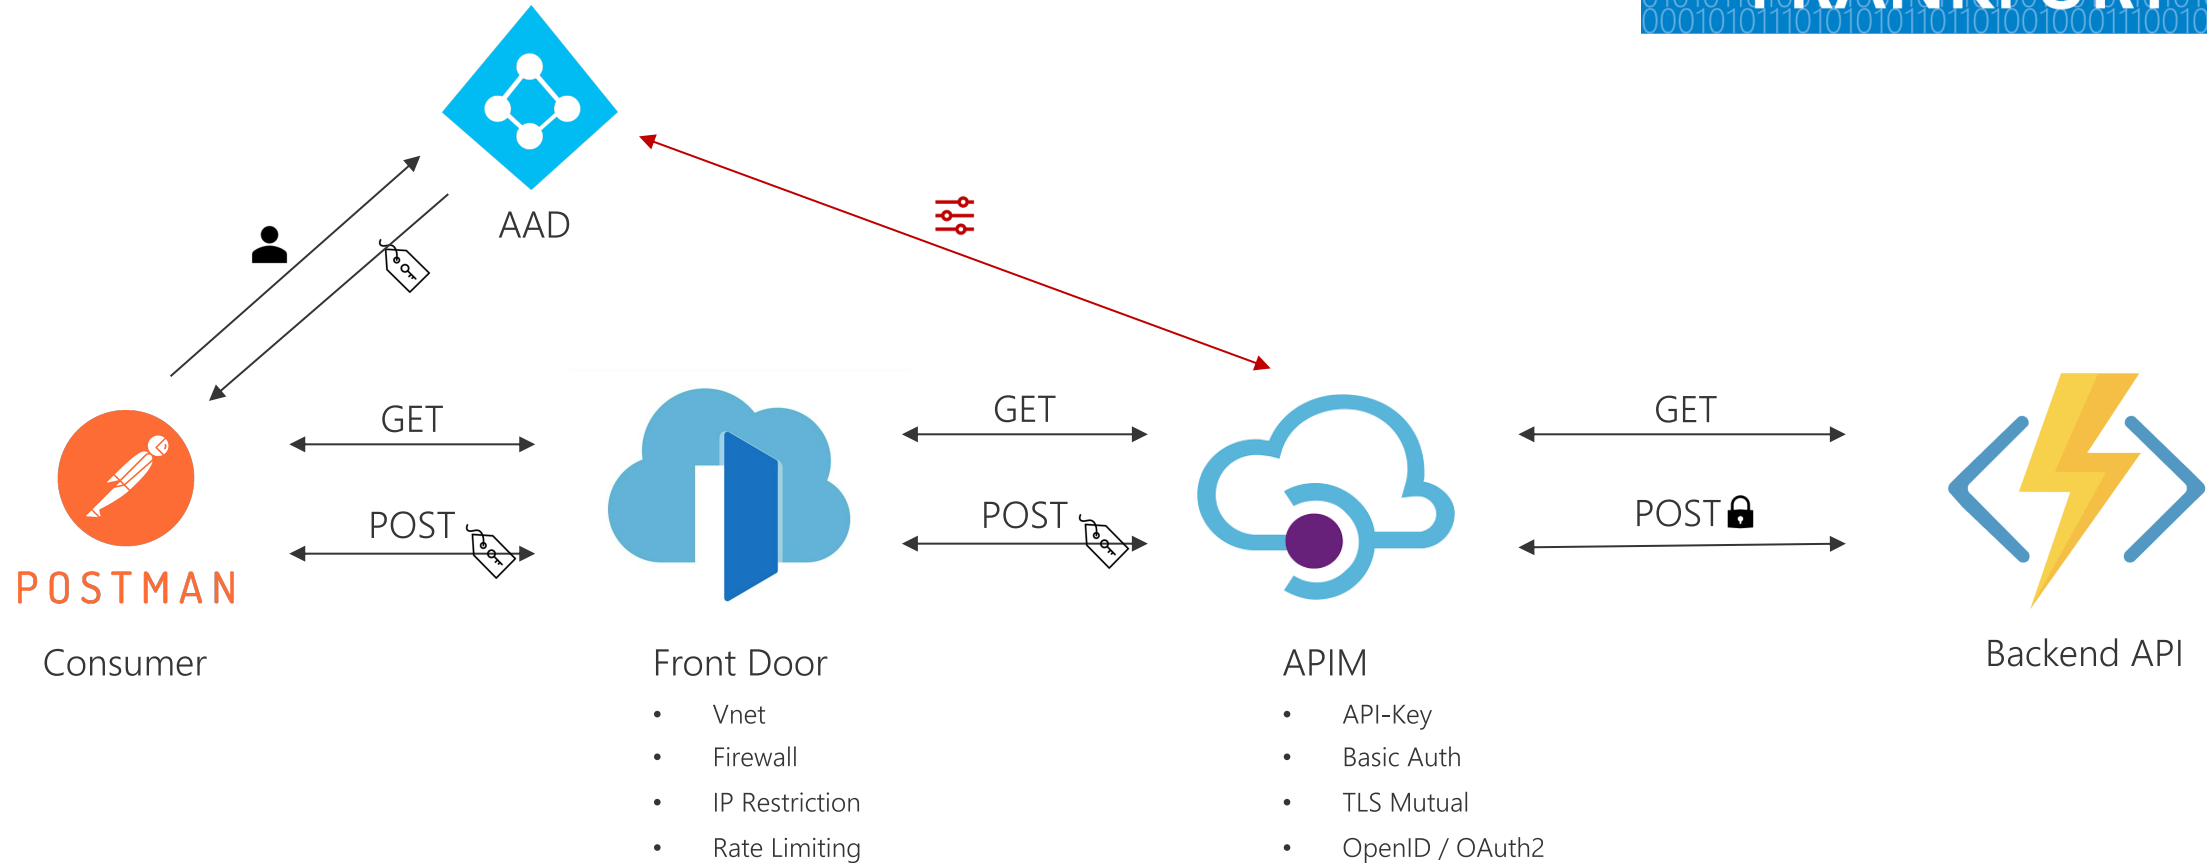 FRANKFURT
AAD
GET
GET
GET
POST
POST
POST
POSTMAN
Consumer
Front Door
APIM
Backend API
• Vnet
• Firewall
• IP Restriction
• Rate Limiting
• API-Key
• Basic Auth
• TLS Mutual
• OpenID / OAuth2